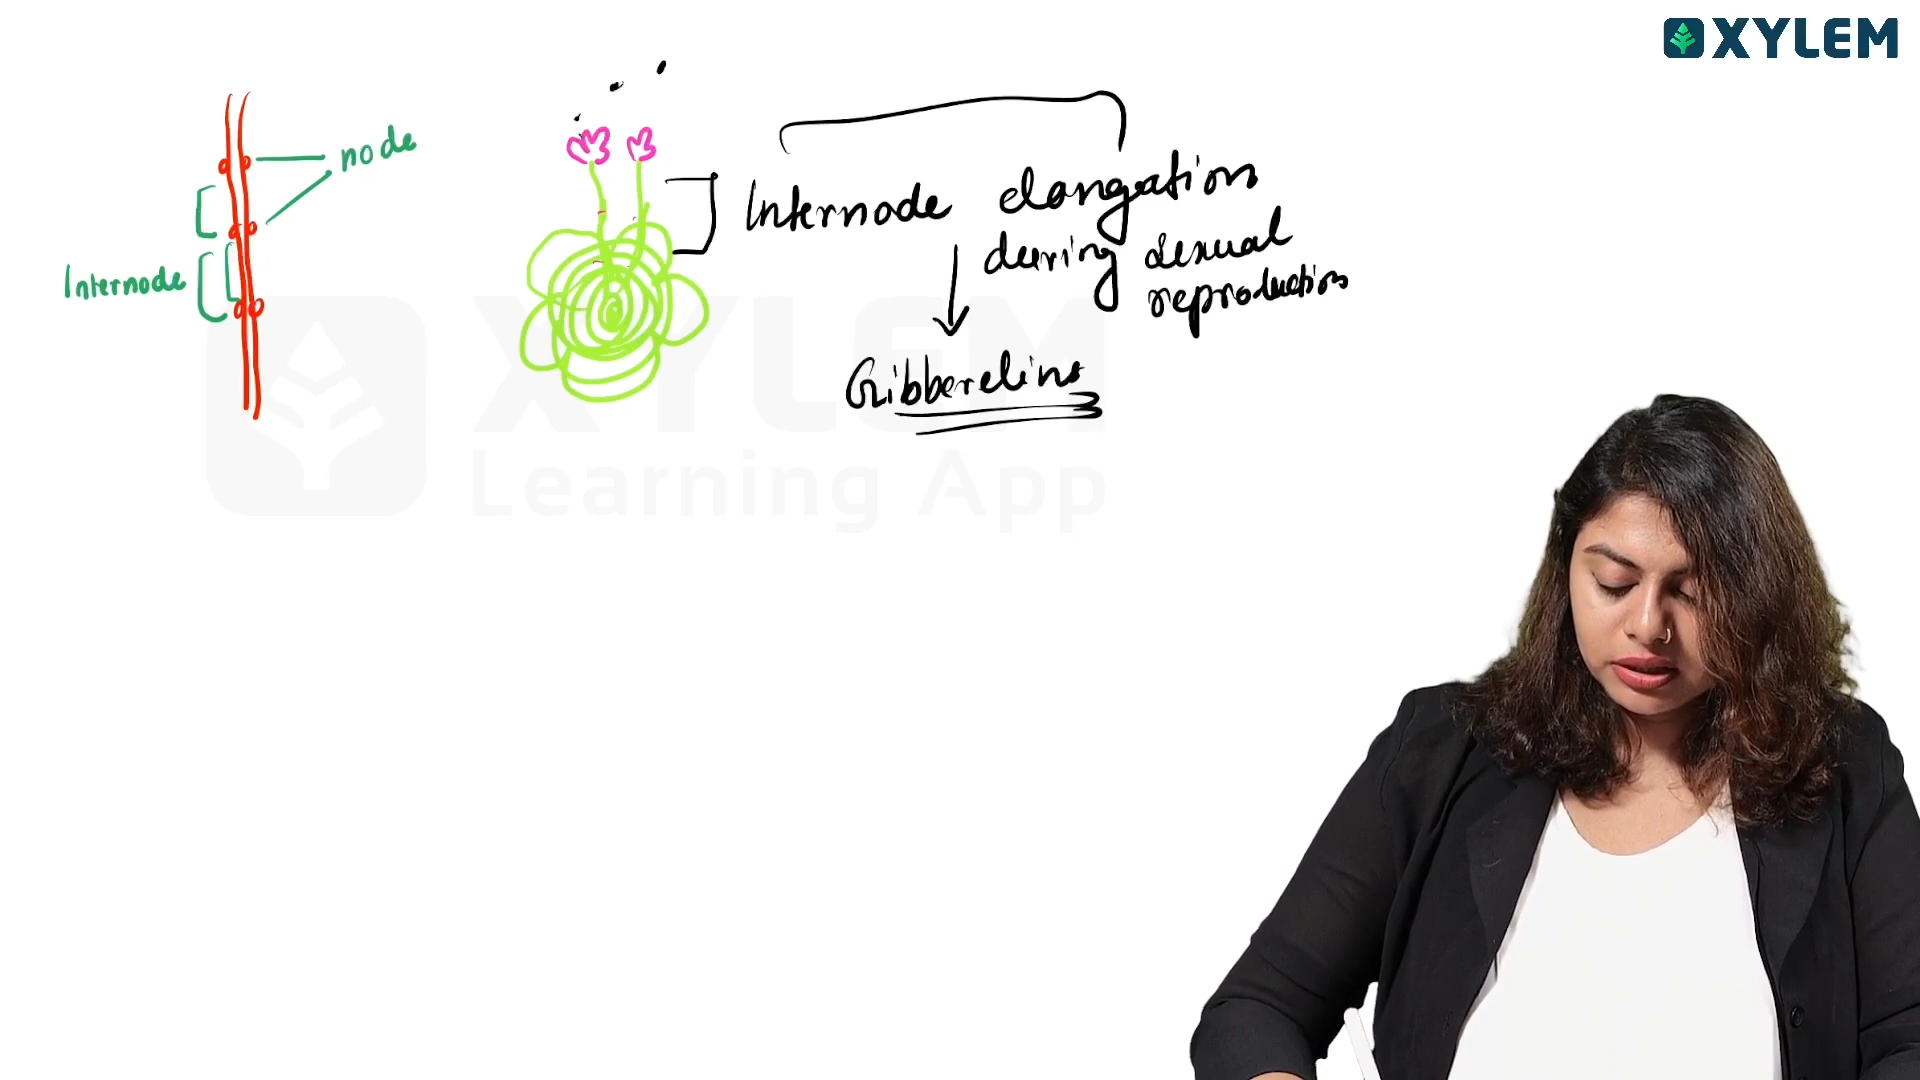 XYLEM
node
Internode
Internode elongation
during sexual
reproduction
Gibberelins
XYLEM
Learning App